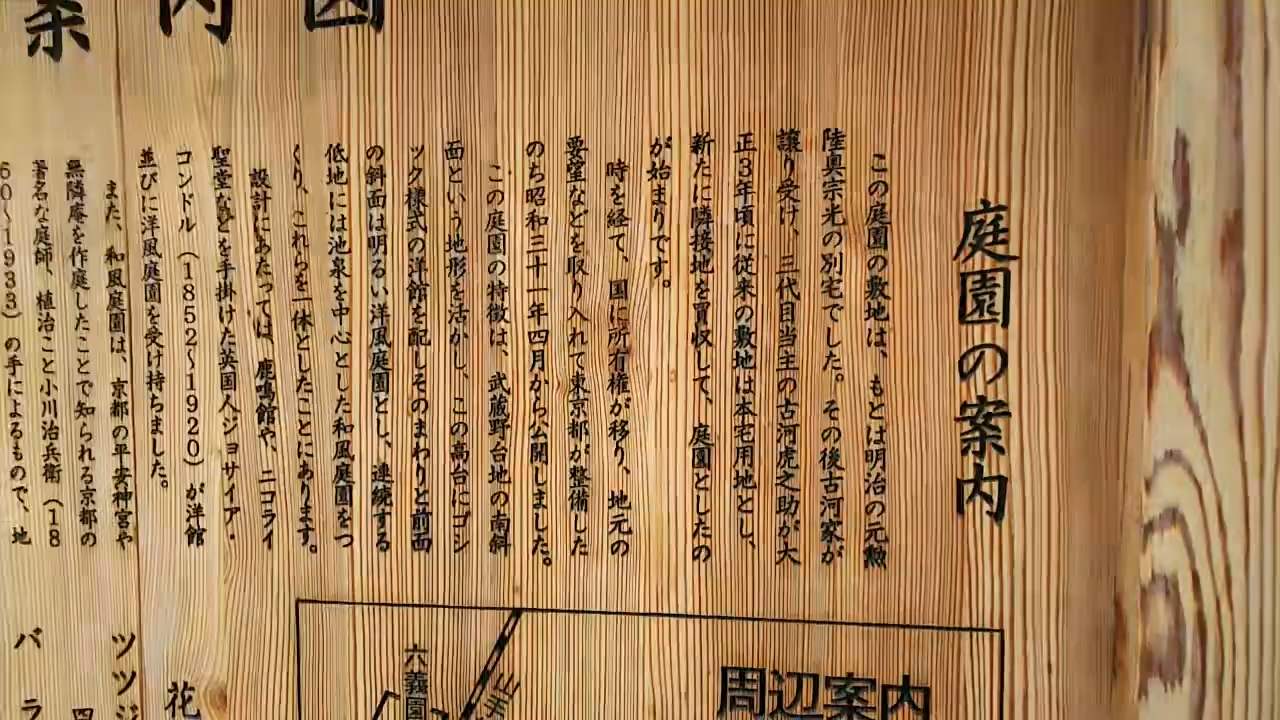 案内図
庭園の案内
この庭園の敷地は、もとは明治の元勲
陸奥宗光の別宅でした。その後古河家が
譲り受け、三代目当主の古河虎之助が大
正3年頃に従来の敷地は本宅用地とし、
新たに隣接地を買収して、庭園としたの
が始まりです。
時を経て、国に所有権が移り、地元の
要望などを取り入れて東京都が整備した
のち昭和三十一年四月から公開しました。
この庭園の特徴は、武蔵野台地の南斜
面という地形を活かし、この高台にゴシ
ック様式の洋館を配しそのまわりと前面
の斜面は明るい洋風庭園とし、連続する
低地には池泉を中心とした和風庭園をつ
くり、これらを一体としたことにあります。
設計にあたっては、鹿鳴館や、ニコライ
聖堂などを手掛けた英国人ジョサイア・
コンドル（1852〜1920）が洋館
並びに洋風庭園を受け持ちました。
また、和風庭園は、京都の平安神宮や
無隣庵を作庭したことで知られる京都の
著名な庭師、植治こと小川治兵衛（18
60〜1933）の手によるもので、地
周辺案内
山手
六義園
花
ツツジ
四
バラ